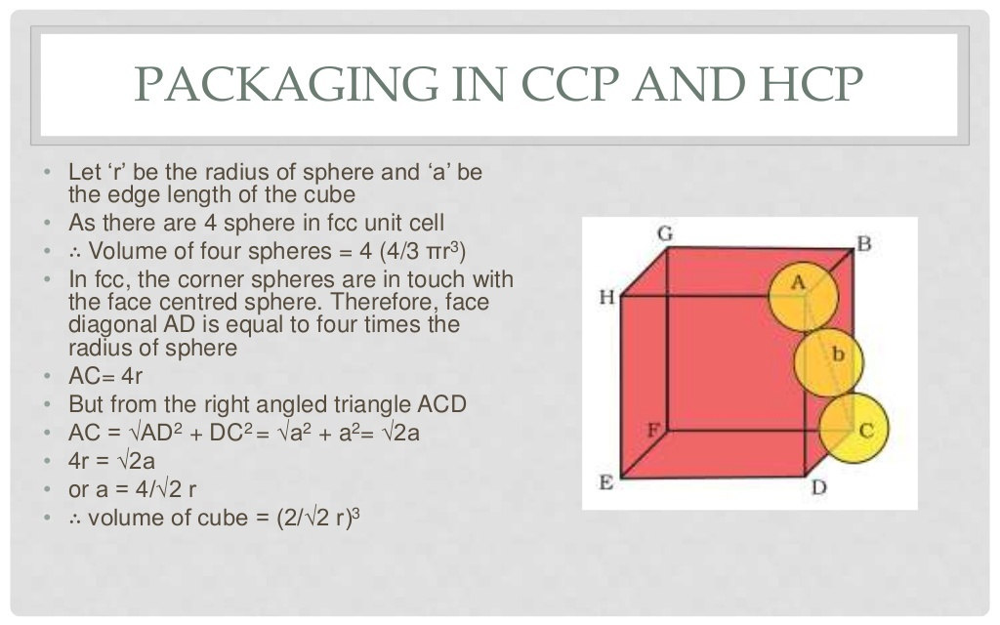 PACKAGING IN CCP AND HCP
• Let ‘r’ be the radius of sphere and ‘a’ be
the edge length of the cube
• As there are 4 sphere in fcc unit cell
• ∴ Volume of four spheres = 4 (4/3 πr³)
• In fcc, the corner spheres are in touch with
the face centred sphere. Therefore, face
diagonal AD is equal to four times the
radius of sphere
• AC= 4r
• But from the right angled triangle ACD
• AC = √AD² + DC² = √a² + a²= √2a
• 4r = √2a
• or a = 4/√2 r
• ∴ volume of cube = (2/√2 r)³
G
B
A
H
b
F
C
E
D